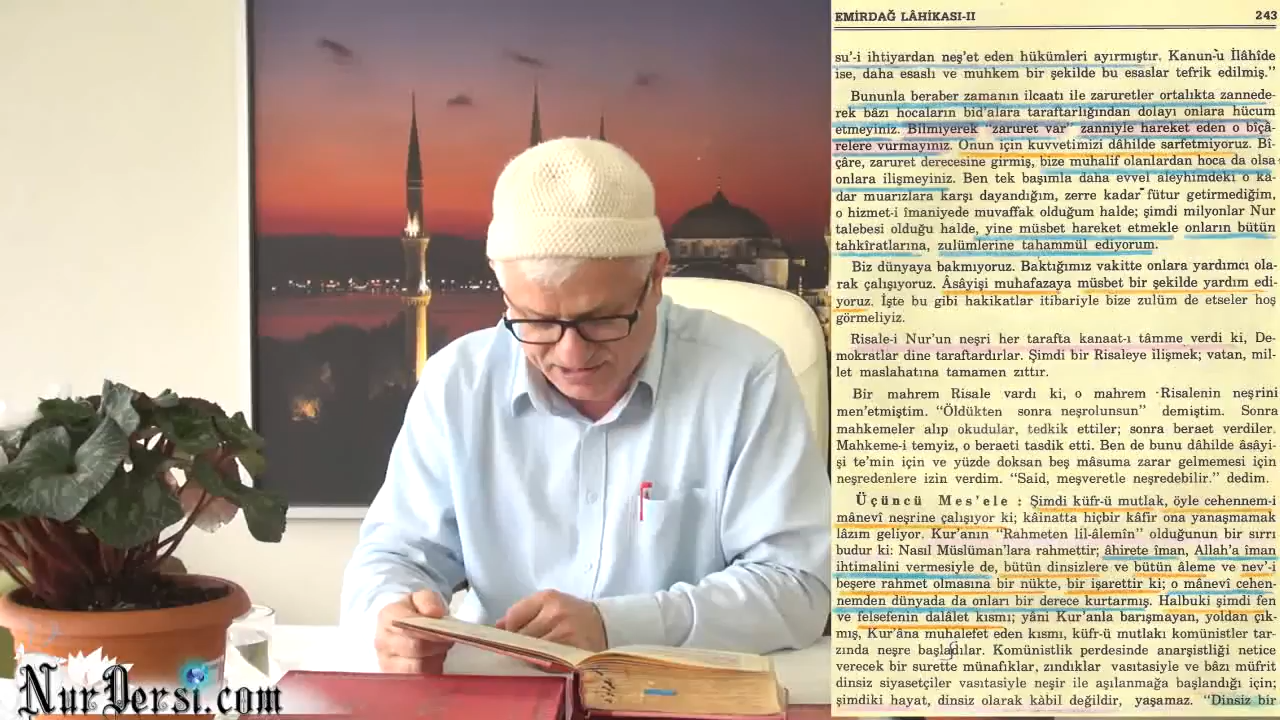 EMİRDAĞ LÂHİKASI-II 243
su'-i ihtiyardan neş'et eden hükümleri ayırmıştır. Kanun-u İlâhîde
ise, daha esaslı ve muhkem bir şekilde bu esaslar tefrik edilmiş."
Bununla beraber zamanın ilcaatı ile zaruretler ortalıkta zannede-
rek bâzı hocaların bid'alara taraftarlığından dolayı onlara hücum
etmeyiniz. Bilmiyerek "zaruret var" zanniyle hareket eden o bîçâ-
relere vurmayınız. Onun için kuvvetimizi dâhilde sarfetmiyoruz. Bî-
çâre, zaruret derecesine girmiş, bize muhalif olanlardan hoca da olsa
onlara ilişmeyiniz. Ben tek başımla daha evvel aleyhimdeki o ka-
dar muarızlara karşı dayandığım, zerre kadar fütur getirmediğim,
o hizmet-i îmaniyede muvaffak olduğum halde; şimdi milyonlar Nur
talebesi olduğu halde, yine müsbet hareket etmekle onların bütün
tahkîratlarına, zulümlerine tahammül ediyorum.
Biz dünyaya bakmıyoruz. Baktığımız vakitte onlara yardımcı ola-
rak çalışıyoruz. Âsâyişi muhafazaya müsbet bir şekilde yardım edi-
yoruz. İşte bu gibi hakikatlar itibariyle bize zulüm de etseler hoş
görmeliyiz.
Risale-i Nur'un neşri her tarafta kanaat-ı tâmme verdi ki, De-
mokratlar dine taraftardırlar. Şimdi bir Risaleye ilişmek; vatan, mil-
let maslahatına tamamen zıttır.
Bir mahrem Risale vardı ki, o mahrem Risalenin neşrini
men'etmiştim. "Öldükten sonra neşrolunsun" demiştim. Sonra
mahkemeler alıp okudular, tedkik ettiler; sonra beraet verdiler.
Mahkeme-i temyiz, o beraeti tasdik etti. Ben de bunu dâhilde âsâyi-
şi te'min için ve yüzde doksan beş mâsuma zarar gelmemesi için
neşredenlere izin verdim. "Said, meşveretle neşredebilir." dedim.
Üçüncü Mes'ele : Şimdi küfr-ü mutlak, öyle cehennem-i
mânevî neşrine çalışıyor ki; kâinatta hiçbir kâfir ona yanaşmamak
lâzım geliyor. Kur'anın "Rahmeten lil-âlemîn" olduğunun bir sırrı
budur ki: Nasıl Müslüman'lara rahmettir; âhirete îman, Allah'a îman
ihtimalini vermesiyle de, bütün dinsizlere ve bütün âleme ve nev'-i
beşere rahmet olmasına bir nükte, bir işarettir ki; o mânevî cehen-
nemden dünyada da onları bir derece kurtarmış. Halbuki şimdi fen
ve felsefenin dalâlet kısmı; yâni Kur'anla barışmayan, yoldan çık-
mış, Kur'âna muhalefet eden kısmı, küfr-ü mutlakı komünistler tar-
zında neşre başladılar. Komünistlik perdesinde anarşistliği netice
verecek bir surette münafıklar, zındıklar vasıtasiyle ve bâzı müfrit
dinsiz siyasetçiler vasıtasiyle neşir ile aşılanmağa başlandığı için;
şimdiki hayat, dinsiz olarak kabil değildir, yaşamaz. "Dinsiz bir
NurDersi.com